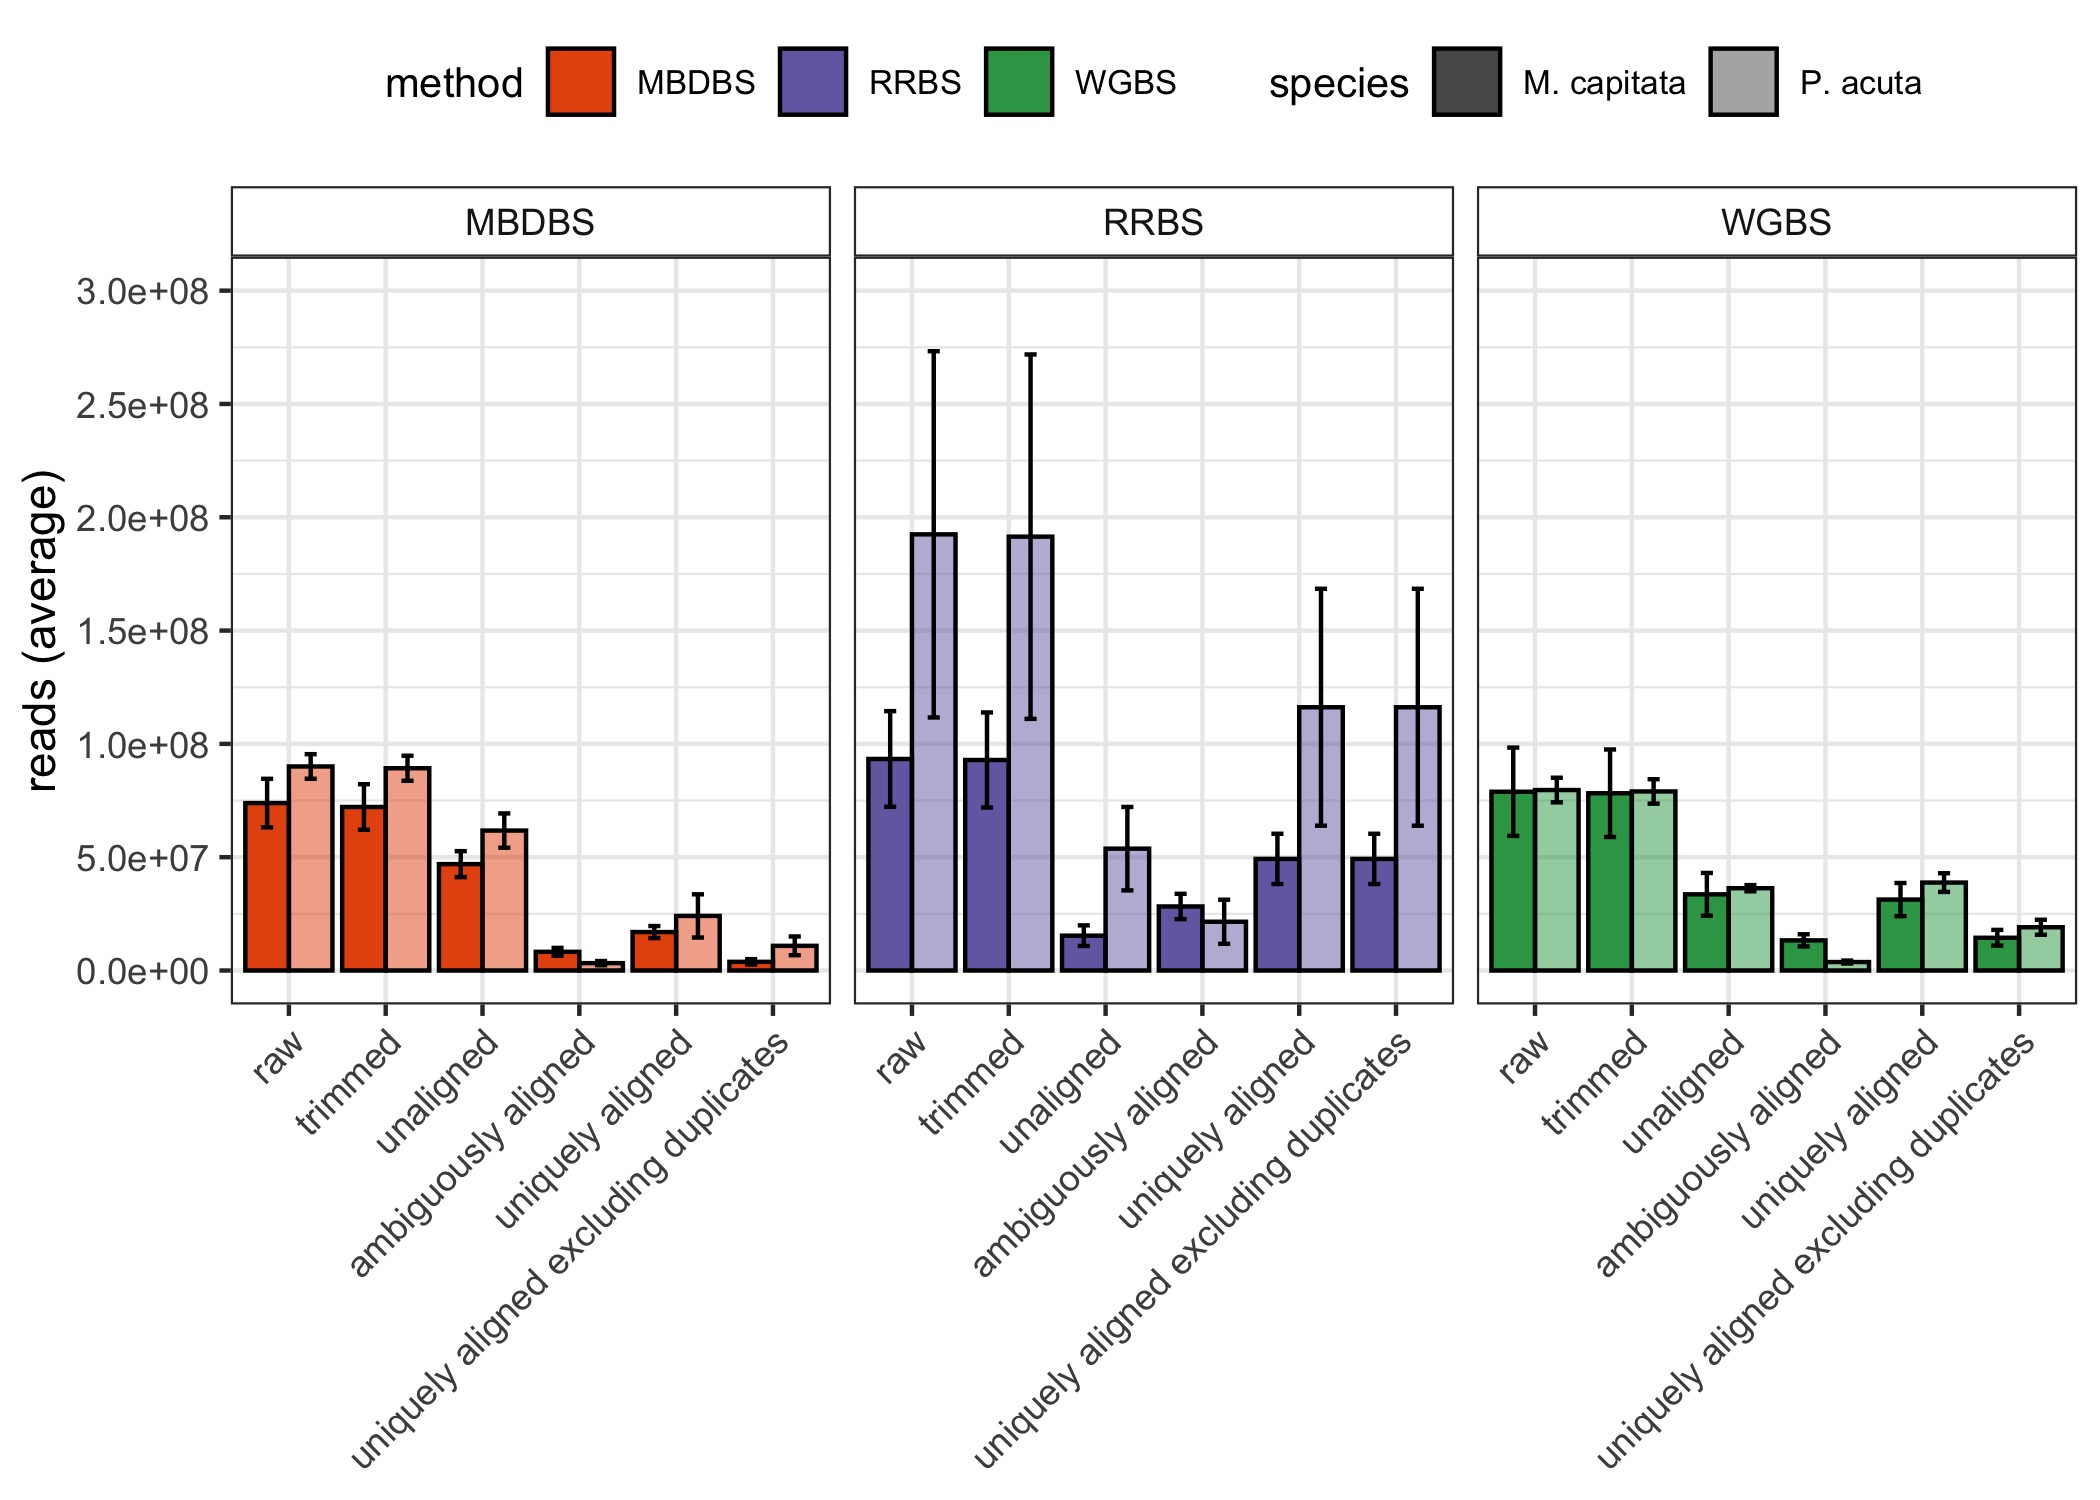 method MBDBS RRBS WGBS species M. capitata P. acuta
MBDBS RRBS WGBS
reads (average)
3.0e+08
2.5e+08
2.0e+08
1.5e+08
1.0e+08
5.0e+07
0.0e+00
raw
trimmed
unaligned
ambiguously aligned
uniquely aligned
uniquely aligned excluding duplicates
raw
trimmed
unaligned
ambiguously aligned
uniquely aligned
uniquely aligned excluding duplicates
raw
trimmed
unaligned
ambiguously aligned
uniquely aligned
uniquely aligned excluding duplicates